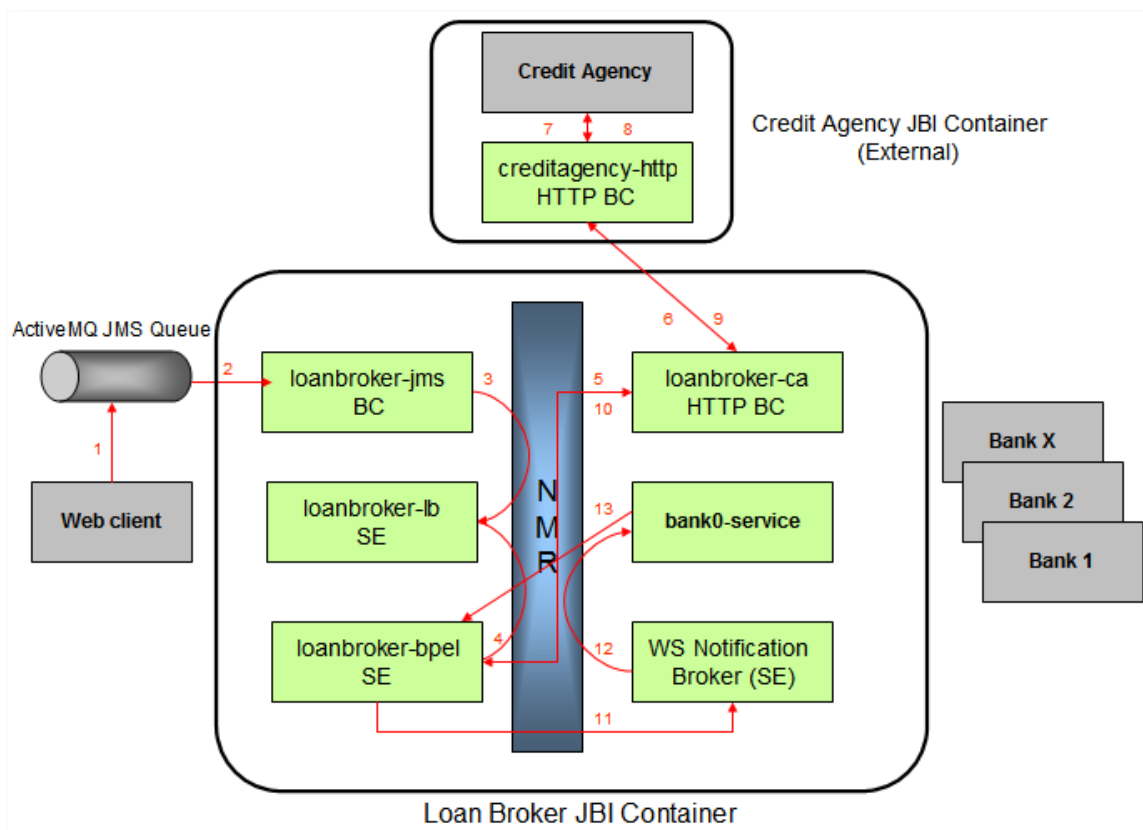 Credit Agency
7
8
creditagency-http
HTTP BC
Credit Agency JBI Container
(External)
6
9
ActiveMQ JMS Queue
2
loanbroker-jms
BC
3
5
10
loanbroker-ca
HTTP BC
1
Web client
loanbroker-lb
SE
N
M
R
13
bank0-service
Bank X
Bank 2
Bank 1
loanbroker-bpel
SE
4
12
WS Notification
Broker (SE)
11
Loan Broker JBI Container